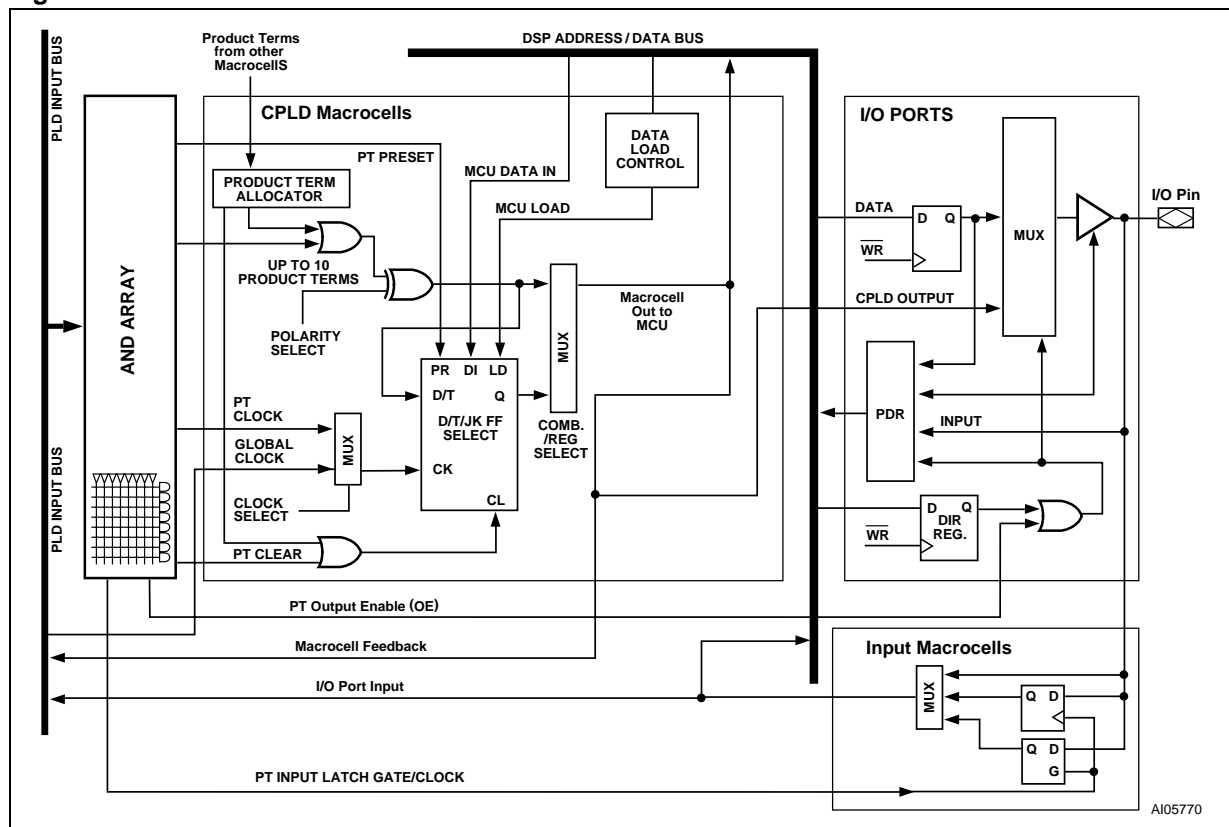 DSP ADDRESS / DATA BUS
Product Terms
from other
MacrocellS
PLD INPUT BUS
CPLD Macrocells
I/O PORTS
DATA
LOAD
CONTROL
PT PRESET
MCU DATA IN
MCU LOAD
PRODUCT TERM
ALLOCATOR
I/O Pin
DATA
D Q
MUX
WR
UP TO 10
PRODUCT TERMS
AND ARRAY
POLARITY
SELECT
MUX
Macrocell
Out to
MCU
CPLD OUTPUT
PR DI LD
D/T Q
D/T/JK FF
SELECT
CK
CL
COMB.
/REG
SELECT
PDR
INPUT
PT
CLOCK
GLOBAL
CLOCK
MUX
CLOCK
SELECT
PLD INPUT BUS
PT CLEAR
D Q
DIR
REG.
WR
PT Output Enable (OE)
Macrocell Feedback
I/O Port Input
Input Macrocells
MUX
Q D
Q D
G
PT INPUT LATCH GATE/CLOCK
AI05770